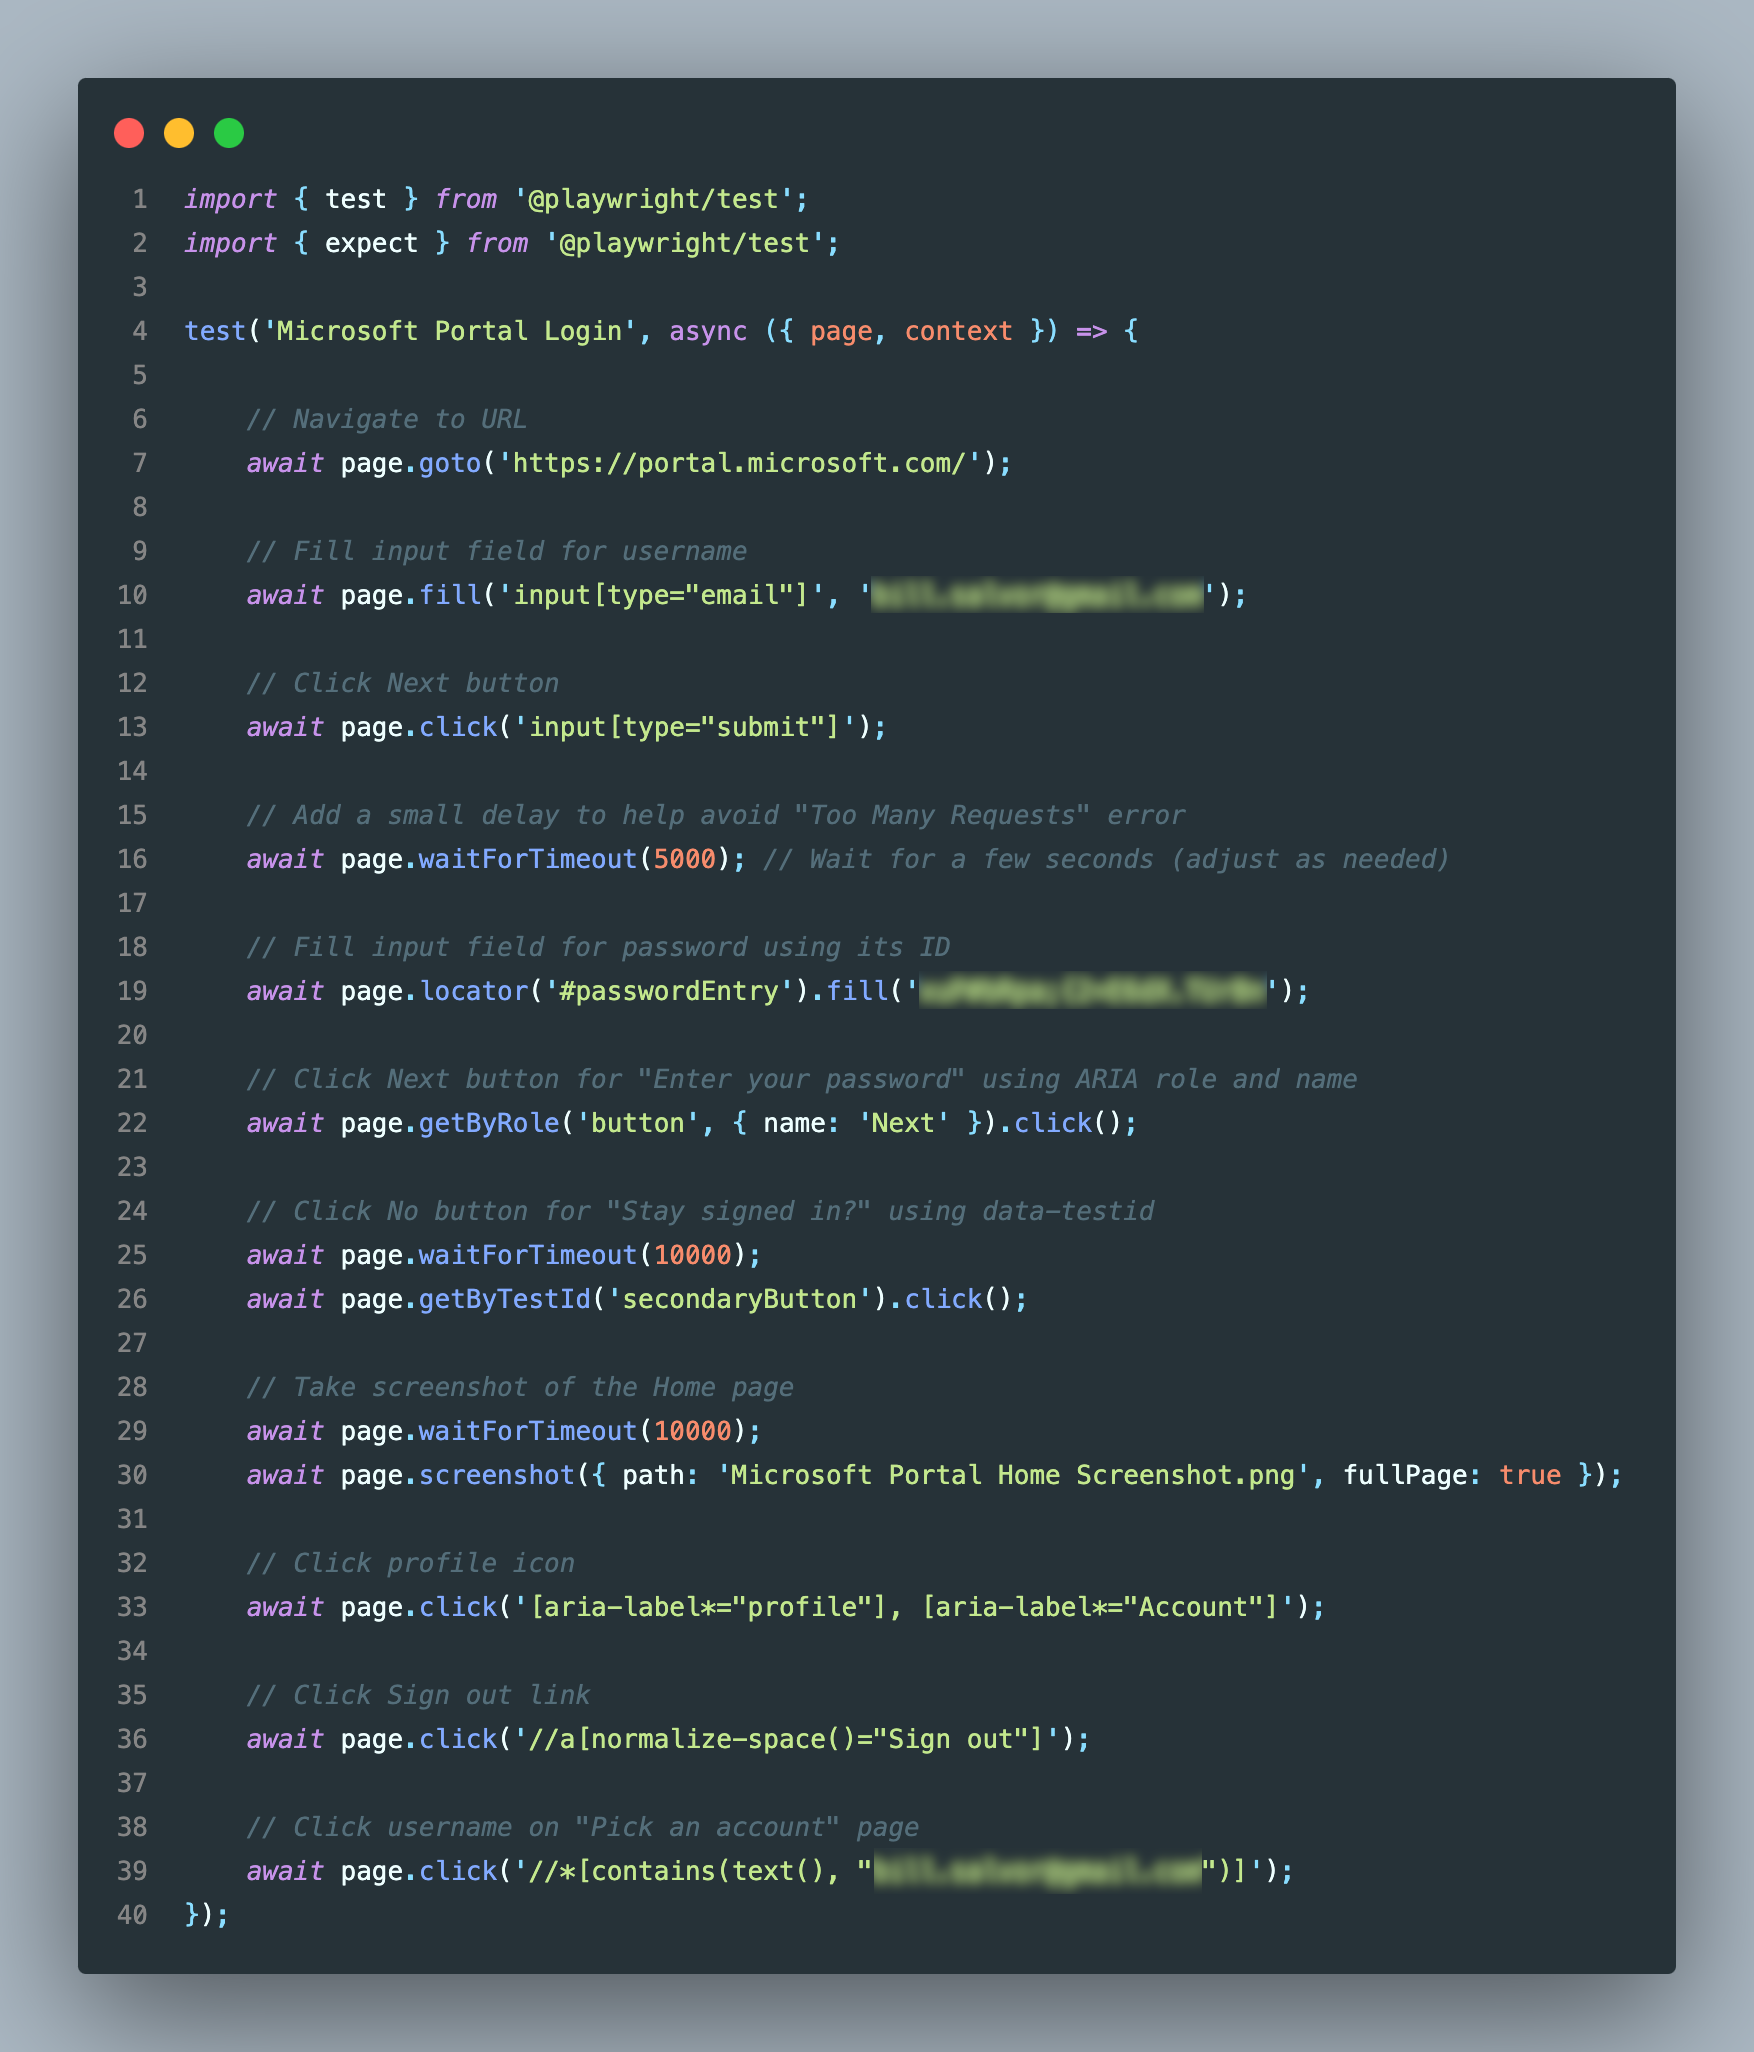 1 import { test } from '@playwright/test';
2 import { expect } from '@playwright/test';
3
4 test('Microsoft Portal Login', async ({ page, context }) => {
5
6 // Navigate to URL
7 await page.goto('https://portal.microsoft.com/');
8
9 // Fill input field for username
10 await page.fill('input[type="email"]', '');
11
12 // Click Next button
13 await page.click('input[type="submit"]');
14
15 // Add a small delay to help avoid "Too Many Requests" error
16 await page.waitForTimeout(5000); // Wait for a few seconds (adjust as needed)
17
18 // Fill input field for password using its ID
19 await page.locator('#passwordEntry').fill('');
20
21 // Click Next button for "Enter your password" using ARIA role and name
22 await page.getByRole('button', { name: 'Next' }).click();
23
24 // Click No button for "Stay signed in?" using data-testid
25 await page.waitForTimeout(10000);
26 await page.getByTestId('secondaryButton').click();
27
28 // Take screenshot of the Home page
29 await page.waitForTimeout(10000);
30 await page.screenshot({ path: 'Microsoft Portal Home Screenshot.png', fullPage: true });
31
32 // Click profile icon
33 await page.click('[aria-label*="profile"], [aria-label*="Account"]');
34
35 // Click Sign out link
36 await page.click('//a[normalize-space()="Sign out"]');
37
38 // Click username on "Pick an account" page
39 await page.click('//*[contains(text(), "")]');
40 });